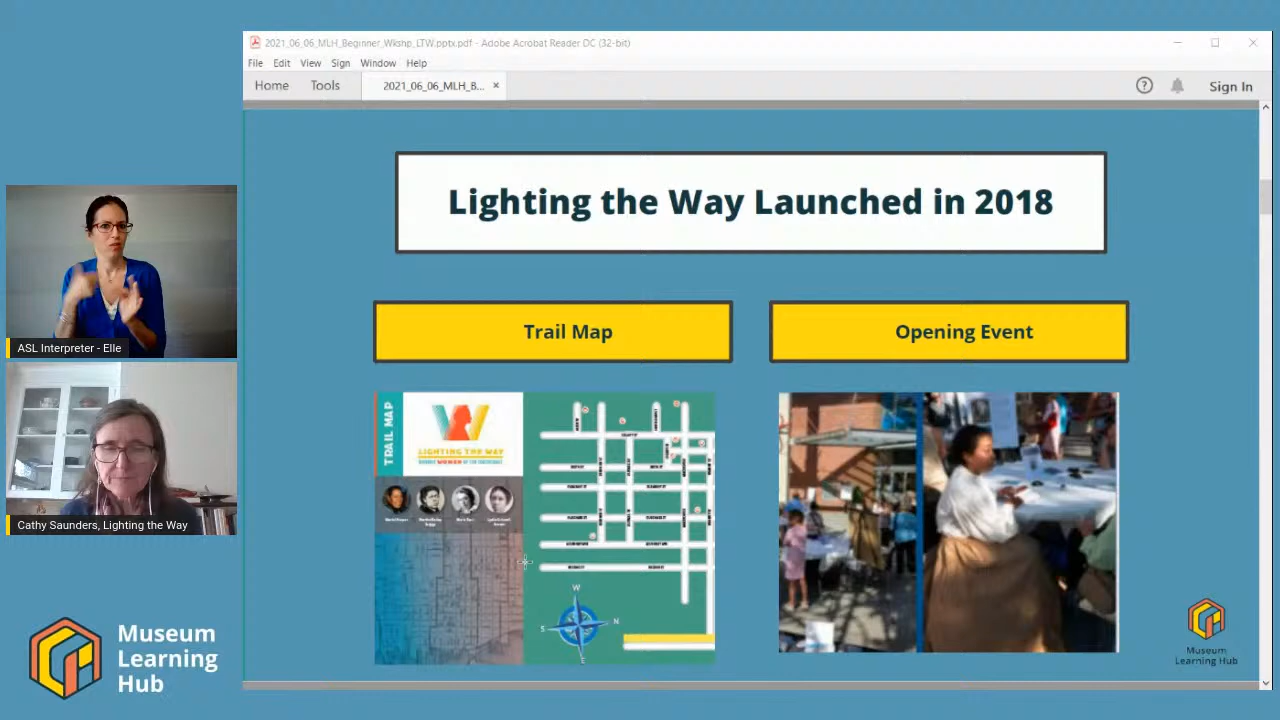 2021_06_06_MLH_Beginner_Wkshp_LTW.pptx.pdf - Adobe Acrobat Reader DC (32-bit)
File Edit View Sign Window Help
Home Tools 2021_06_06_MLH_B... × Sign In
Lighting the Way Launched in 2018
Trail Map
Opening Event
TRAIL MAP
LIGHTING THE WAY
W
N
S
E
ASL Interpreter - Elle
Cathy Saunders, Lighting the Way
Museum
Learning
Hub
Museum
Learning Hub